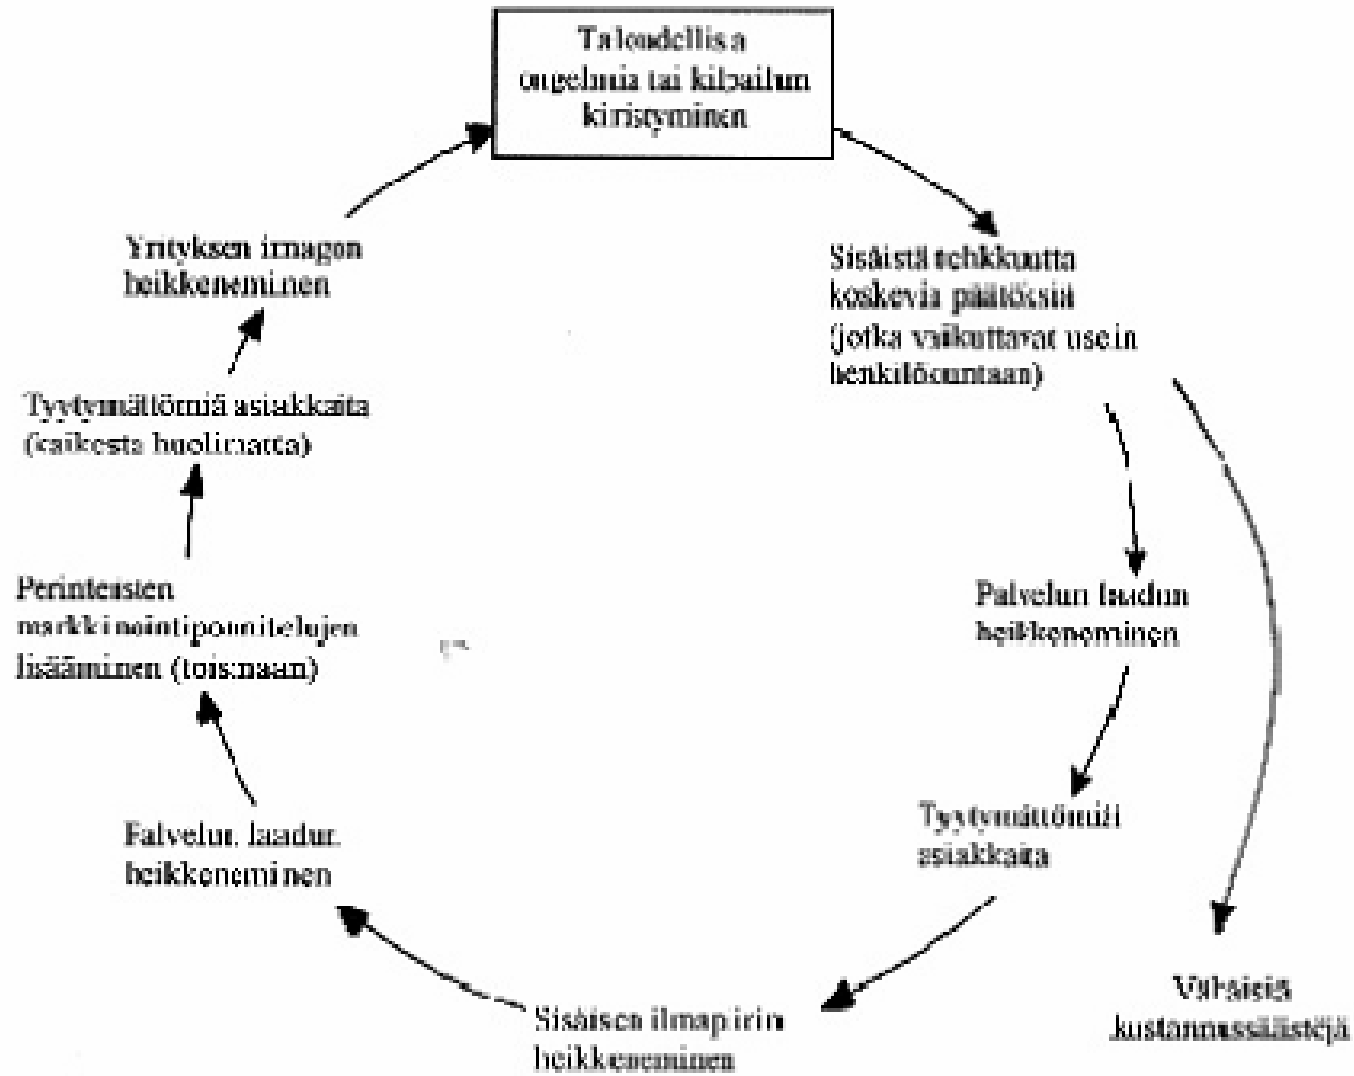 Taloudellisia
ongelmia tai kilpailun
kiristyminen
Sisäistä tehokkuutta
koskevia päätöksiä
(jotka vaikuttavat usein
henkilökuntaan)
Palvelun laadun
heikkeneminen
Tyytymättömiä
asiakkaita
Vähäisiä
kustannussäästöjä
Sisäisen ilmapiirin
heikkeneminen
Palvelun laadun
heikkeneminen
Perinteisten
markkinointiponnistelujen
lisääminen (toisinaan)
Tyytymättömiä asiakkaita
(kaikesta huolimatta)
Yrityksen imagon
heikkeneminen